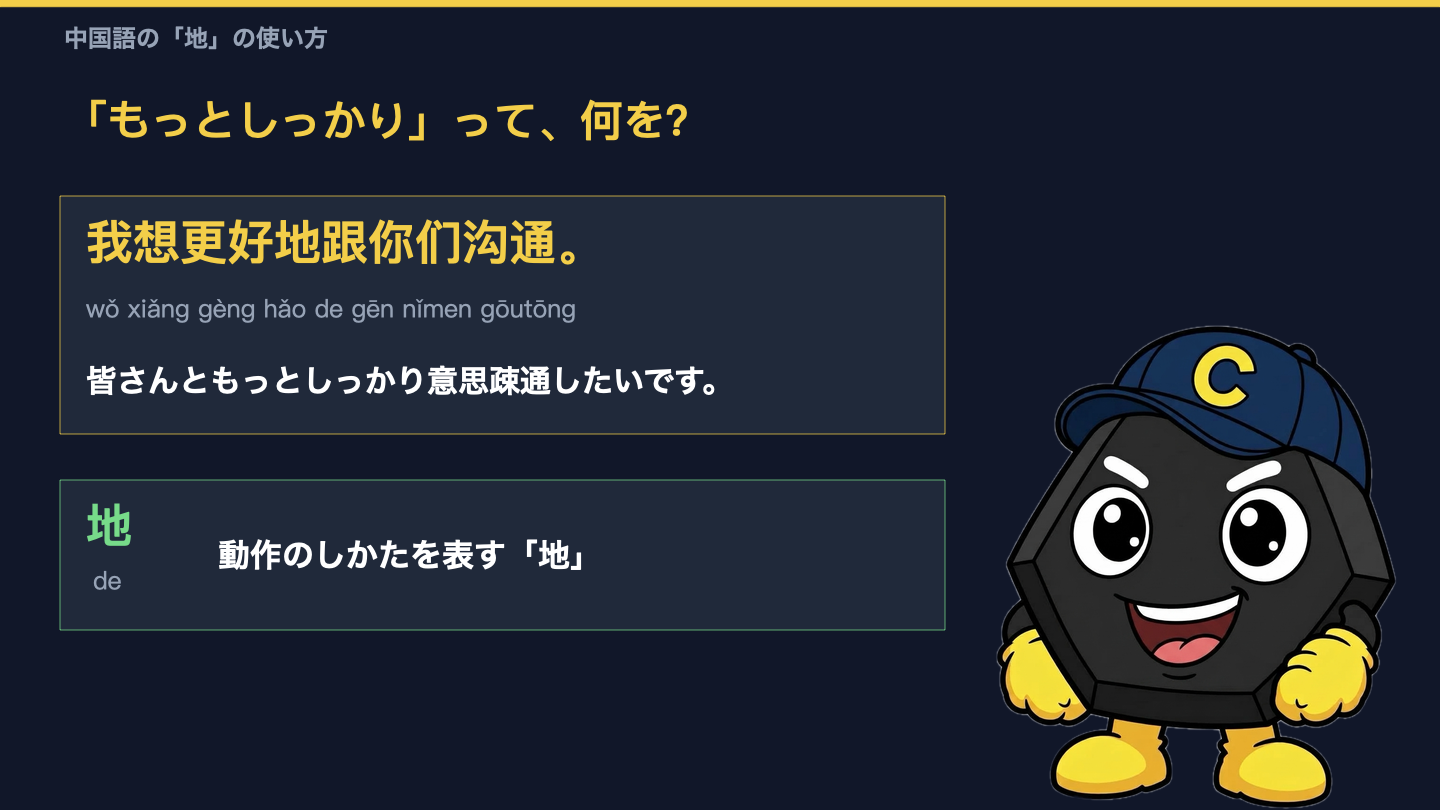 中国語の「地」の使い方
「もっとしっかり」って、何を?
我想更好地跟你们沟通。
wǒ xiǎng gèng hǎo de gēn nǐmen gōutōng
皆さんともっとしっかり意思疎通したいです。
地
de
動作のしかたを表す「地」
C